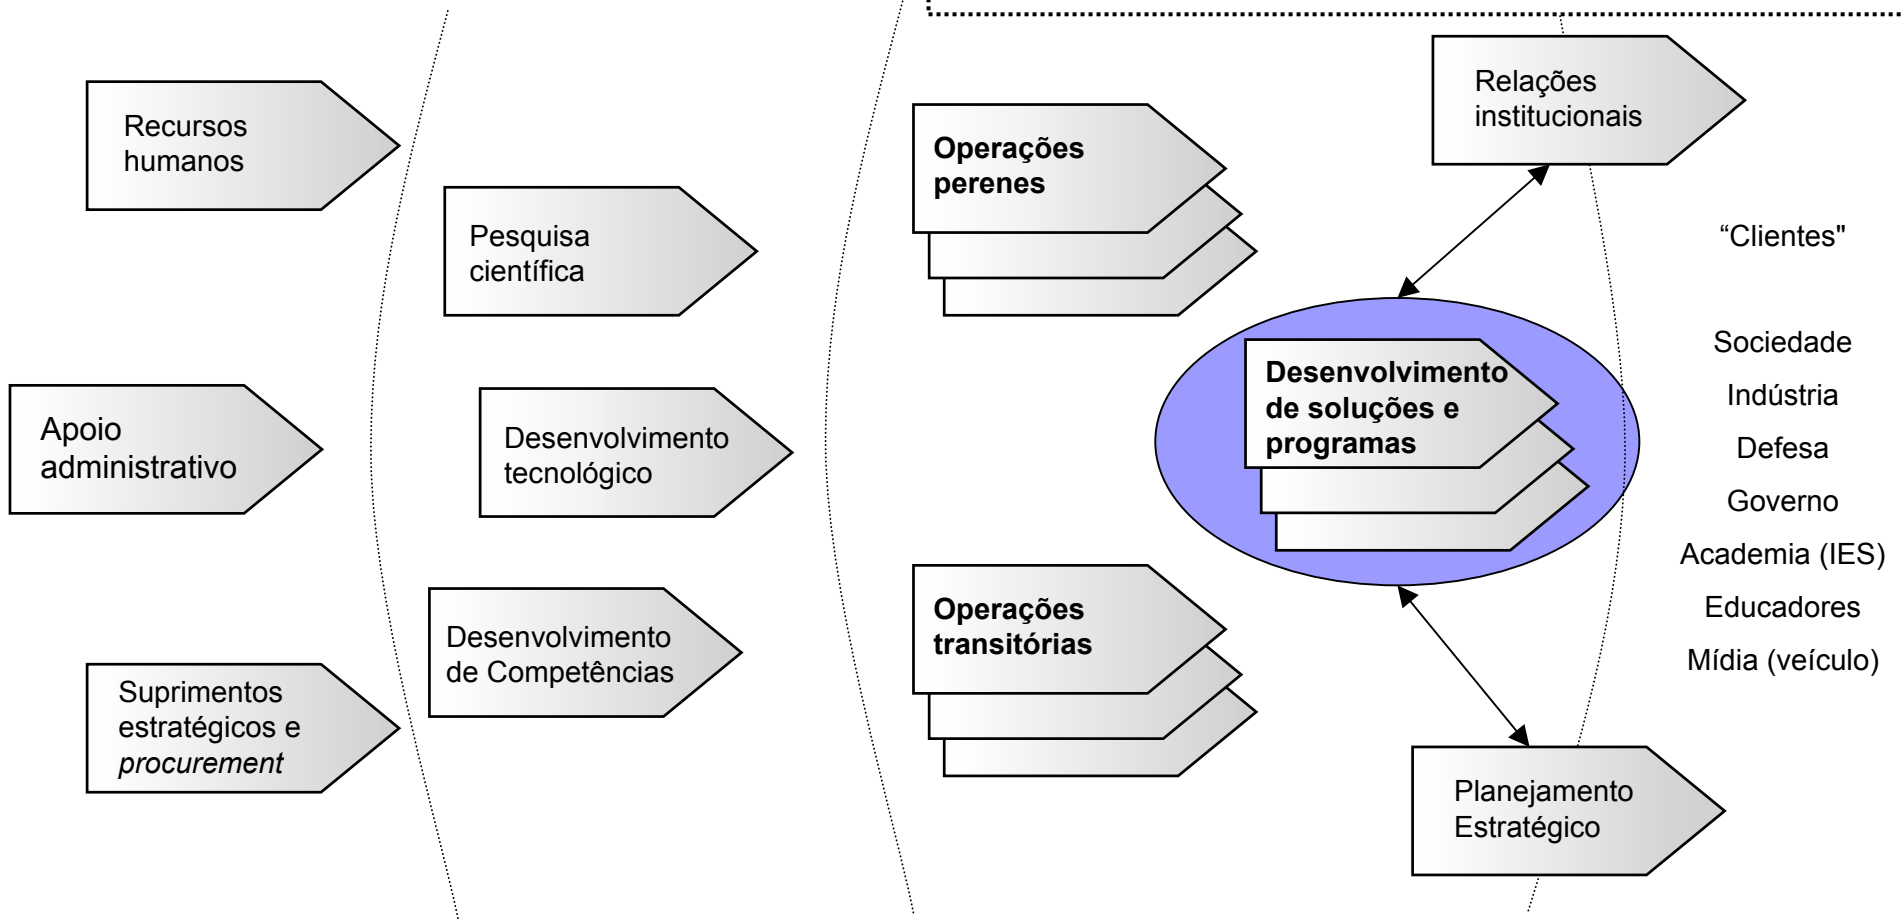 Recursos
humanos
Apoio
administrativo
Suprimentos
estratégicos e
procurement
Pesquisa
científica
Desenvolvimento
tecnológico
Desenvolvimento
de Competências
Operações
perenes
Operações
transitórias
Relações
institucionais
Desenvolvimento
de soluções e
programas
Planejamento
Estratégico
“Clientes"
Sociedade
Indústria
Defesa
Governo
Academia (IES)
Educadores
Mídia (veículo)